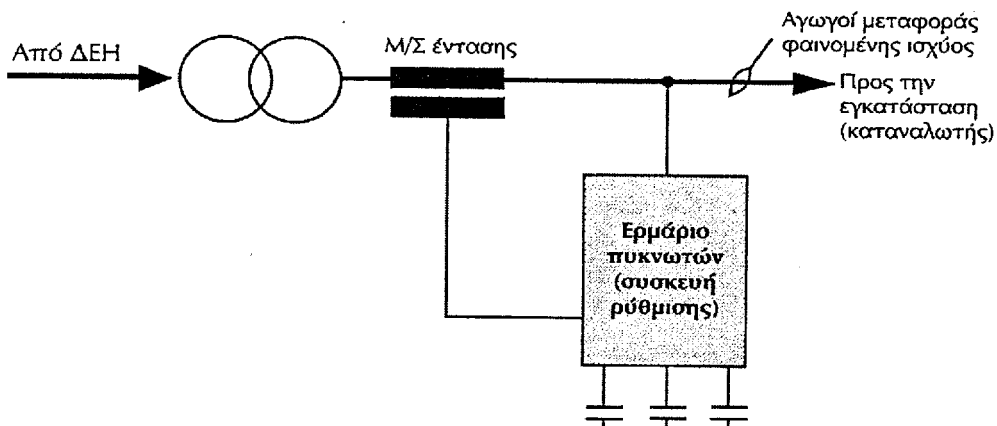 Από ΔΕΗ
Μ/Σ έντασης
Αγωγοί μεταφοράς
φαινομένης ισχύος
Προς την
εγκατάσταση
(καταναλωτής)
Ερμάριο
πυκνωτών
(συσκευή
ρύθμισης)